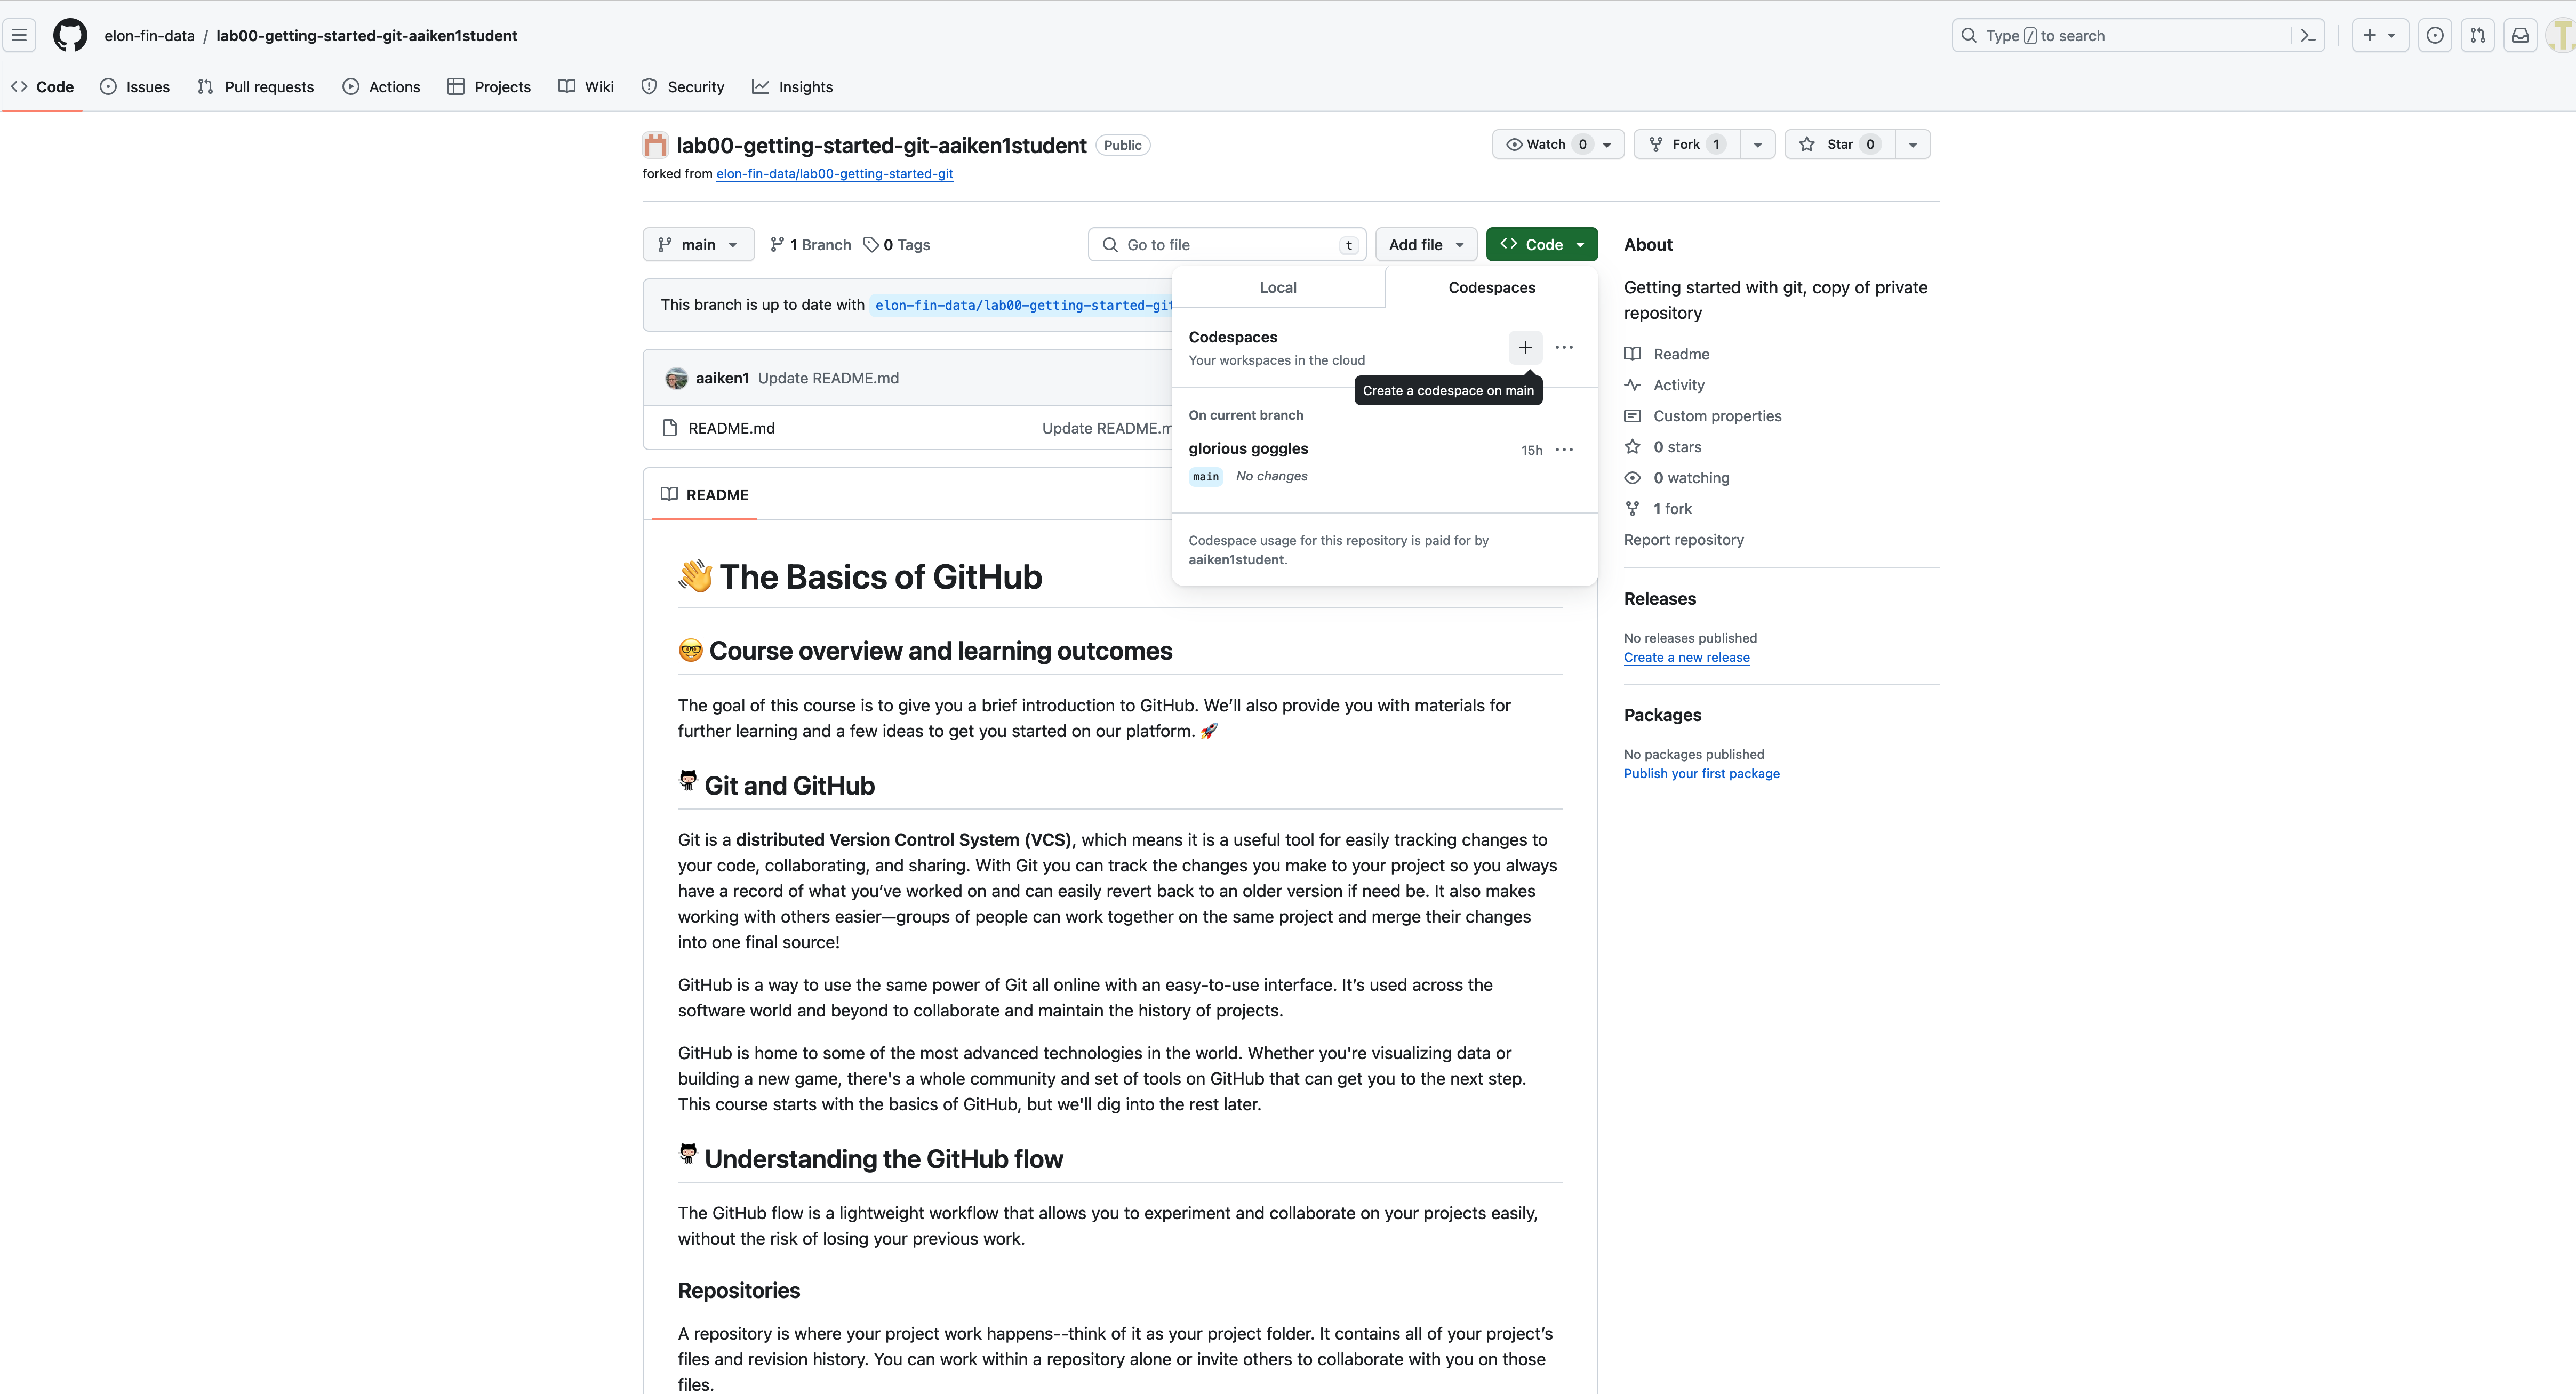 elon-fin-data / lab00-getting-started-git-aaiken1student
Type / to search
Code
Issues
Pull requests
Actions
Projects
Wiki
Security
Insights
lab00-getting-started-git-aaiken1student Public
Watch 0
Fork 1
Star 0
forked from elon-fin-data/lab00-getting-started-git
main
1 Branch
0 Tags
Go to file t
Add file
Code
This branch is up to date with elon-fin-data/lab00-getting-started-git
aaiken1 Update README.md
README.md Update README.m
Local
Codespaces
Codespaces
Your workspaces in the cloud
Create a codespace on main
On current branch
glorious goggles 15h
main No changes
Codespace usage for this repository is paid for by
aaiken1student.
README
👋 The Basics of GitHub
🤓 Course overview and learning outcomes
The goal of this course is to give you a brief introduction to GitHub. We’ll also provide you with materials for
further learning and a few ideas to get you started on our platform. 🚀
Git and GitHub
Git is a distributed Version Control System (VCS), which means it is a useful tool for easily tracking changes to
your code, collaborating, and sharing. With Git you can track the changes you make to your project so you always
have a record of what you’ve worked on and can easily revert back to an older version if need be. It also makes
working with others easier—groups of people can work together on the same project and merge their changes
into one final source!
GitHub is a way to use the same power of Git all online with an easy-to-use interface. It’s used across the
software world and beyond to collaborate and maintain the history of projects.
GitHub is home to some of the most advanced technologies in the world. Whether you're visualizing data or
building a new game, there's a whole community and set of tools on GitHub that can get you to the next step.
This course starts with the basics of GitHub, but we'll dig into the rest later.
Understanding the GitHub flow
The GitHub flow is a lightweight workflow that allows you to experiment and collaborate on your projects easily,
without the risk of losing your previous work.
Repositories
A repository is where your project work happens--think of it as your project folder. It contains all of your project’s
files and revision history. You can work within a repository alone or invite others to collaborate with you on those
files.
About
Getting started with git, copy of private
repository
Readme
Activity
Custom properties
0 stars
0 watching
1 fork
Report repository
Releases
No releases published
Create a new release
Packages
No packages published
Publish your first package